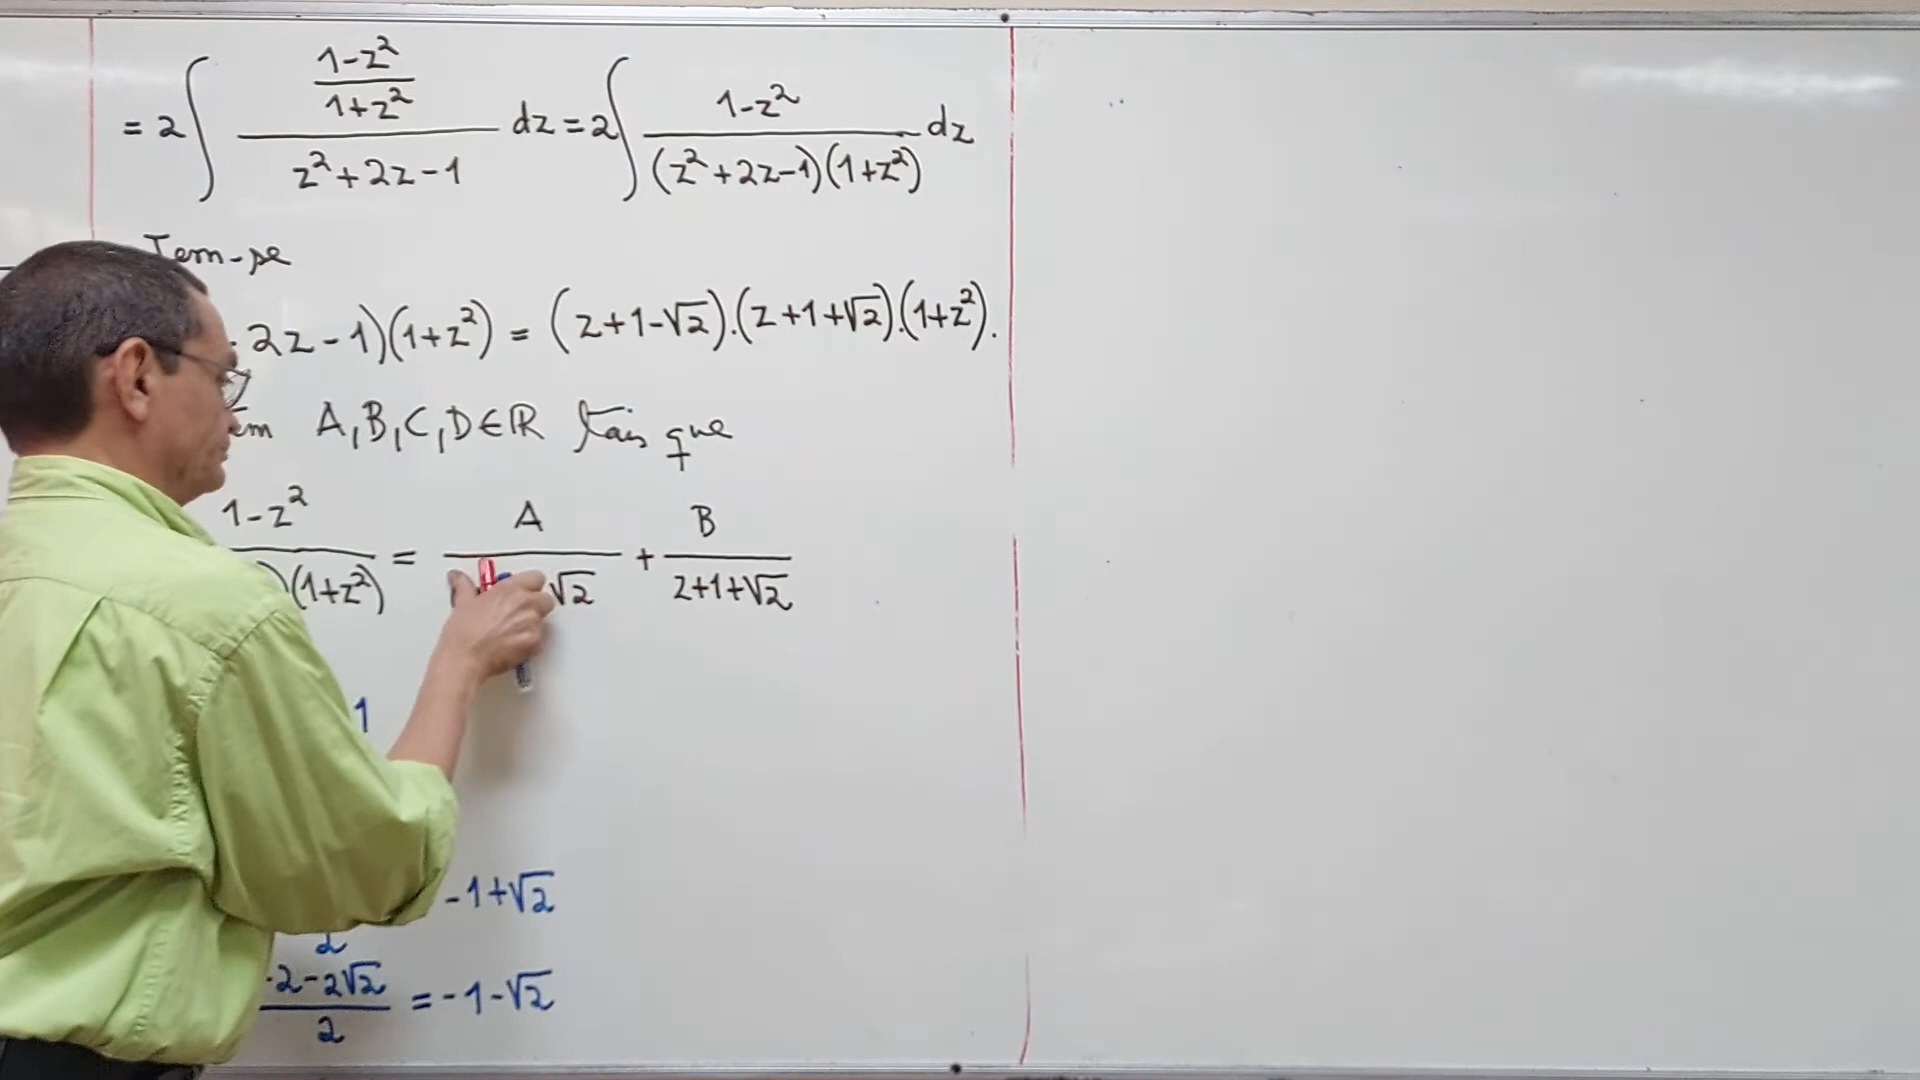 = 2∫ ((1-z²)/(1+z²))/(z²+2z-1) dz = 2∫ (1-z²)/((z²+2z-1)(1+z²)) dz
Tem-se
2z-1)(1+z²) = (z+1-√2).(z+1+√2).(1+z²).
A,B,C,D∈ℝ tais que
1-z² / )(1+z²) = A/ √2 + B/(z+1+√2)
1
-1+√2
2
-2-2√2/2 = -1-√2